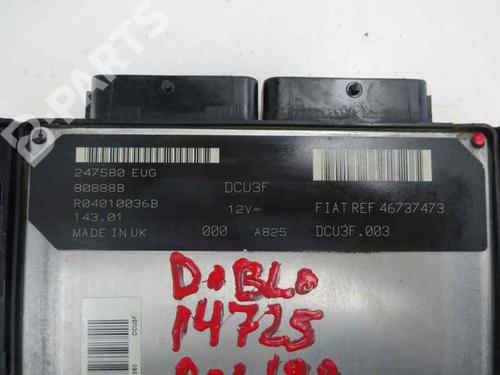 247580 EUG
80888B
R04010036B
143.01
MADE IN UK
DCU3F
12V=
000 A825
FIAT REF 46737473
DCU3F.003
DOBLO
14725
DCU3F